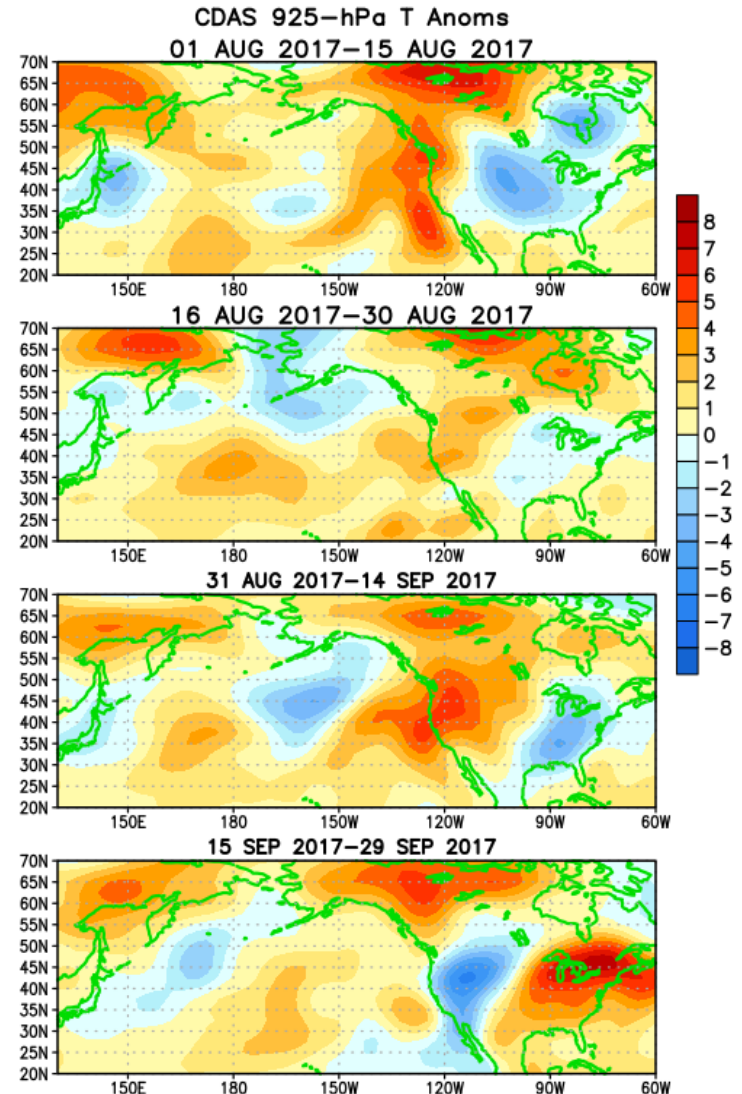 CDAS 925-hPa T Anoms
01 AUG 2017-15 AUG 2017
70N
65N
60N
55N
50N
45N
40N
35N
30N
25N
20N
150E 180 150W 120W 90W 60W
16 AUG 2017-30 AUG 2017
70N
65N
60N
55N
50N
45N
40N
35N
30N
25N
20N
150E 180 150W 120W 90W 60W
31 AUG 2017-14 SEP 2017
70N
65N
60N
55N
50N
45N
40N
35N
30N
25N
20N
150E 180 150W 120W 90W 60W
15 SEP 2017-29 SEP 2017
70N
65N
60N
55N
50N
45N
40N
35N
30N
25N
20N
150E 180 150W 120W 90W 60W
8
7
6
5
4
3
2
1
0
-1
-2
-3
-4
-5
-6
-7
-8